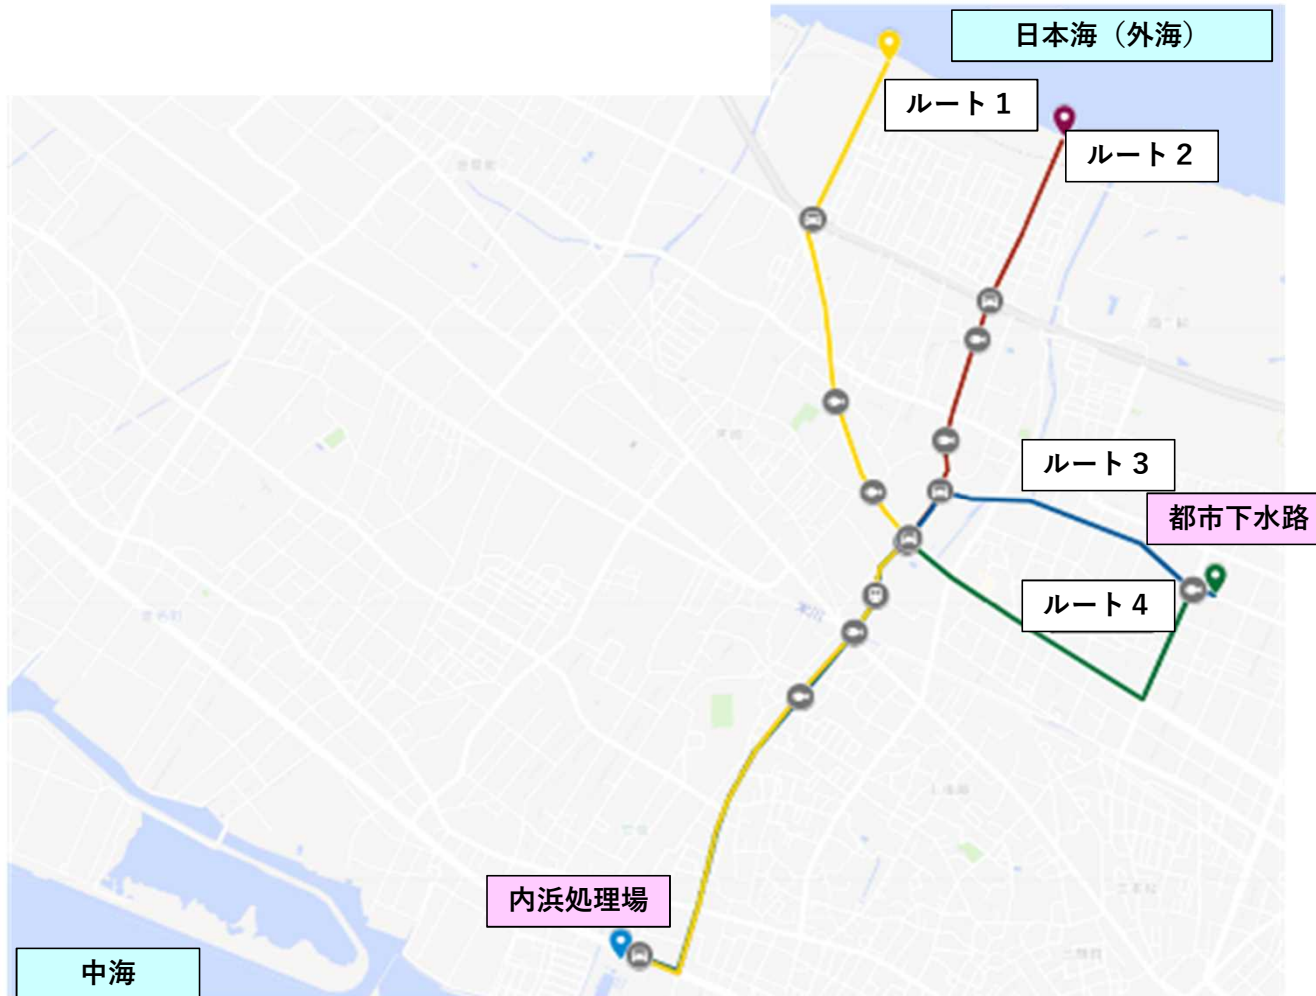 日本海（外海）
ルート１
ルート２
ルート３
都市下水路
ルート４
内浜処理場
中海